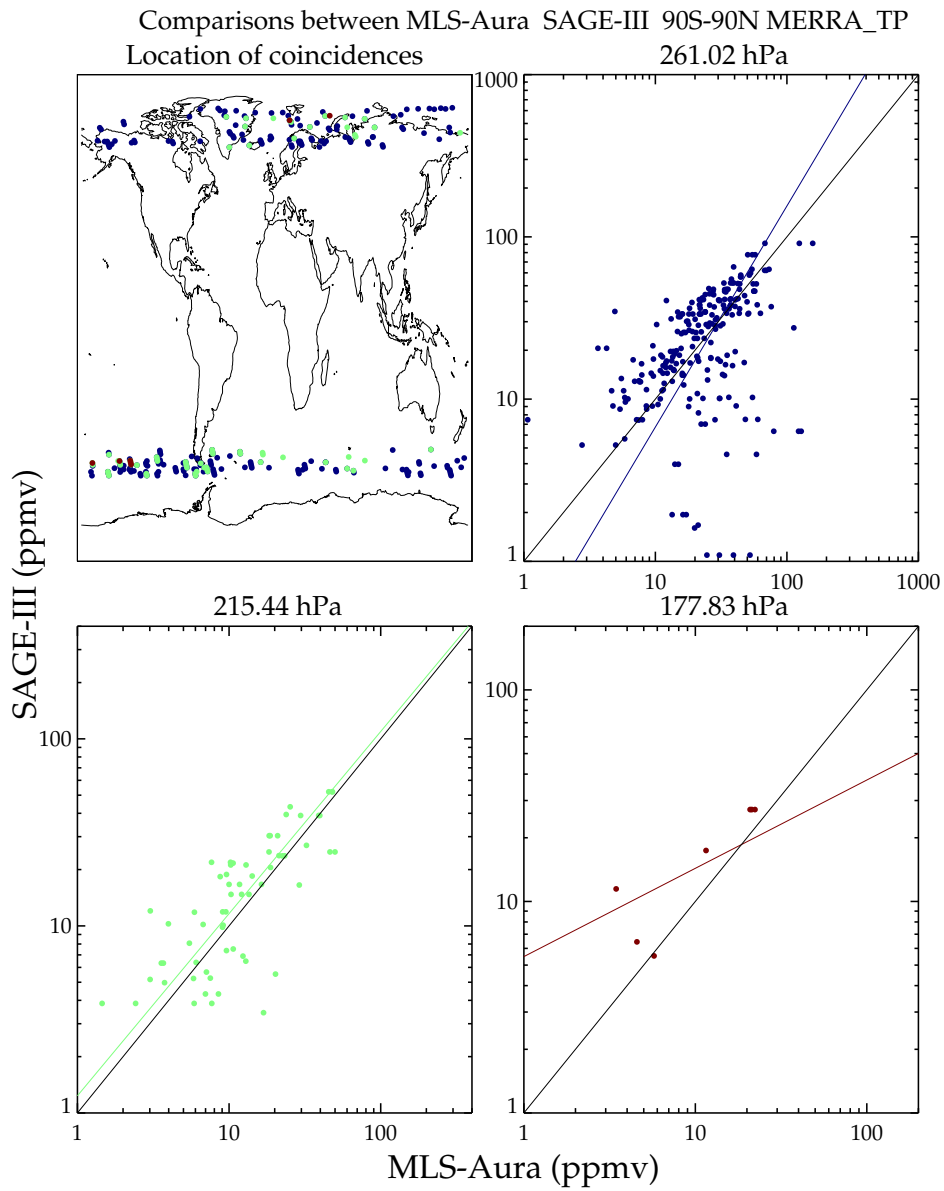 Comparisons between MLS-Aura SAGE-III 90S-90N MERRA_TP
Location of coincidences
261.02 hPa
1000
100
10
1
1 10 100 1000
SAGE-III (ppmv)
215.44 hPa
100
10
1
1 10 100
177.83 hPa
100
10
1
1 10 100
MLS-Aura (ppmv)